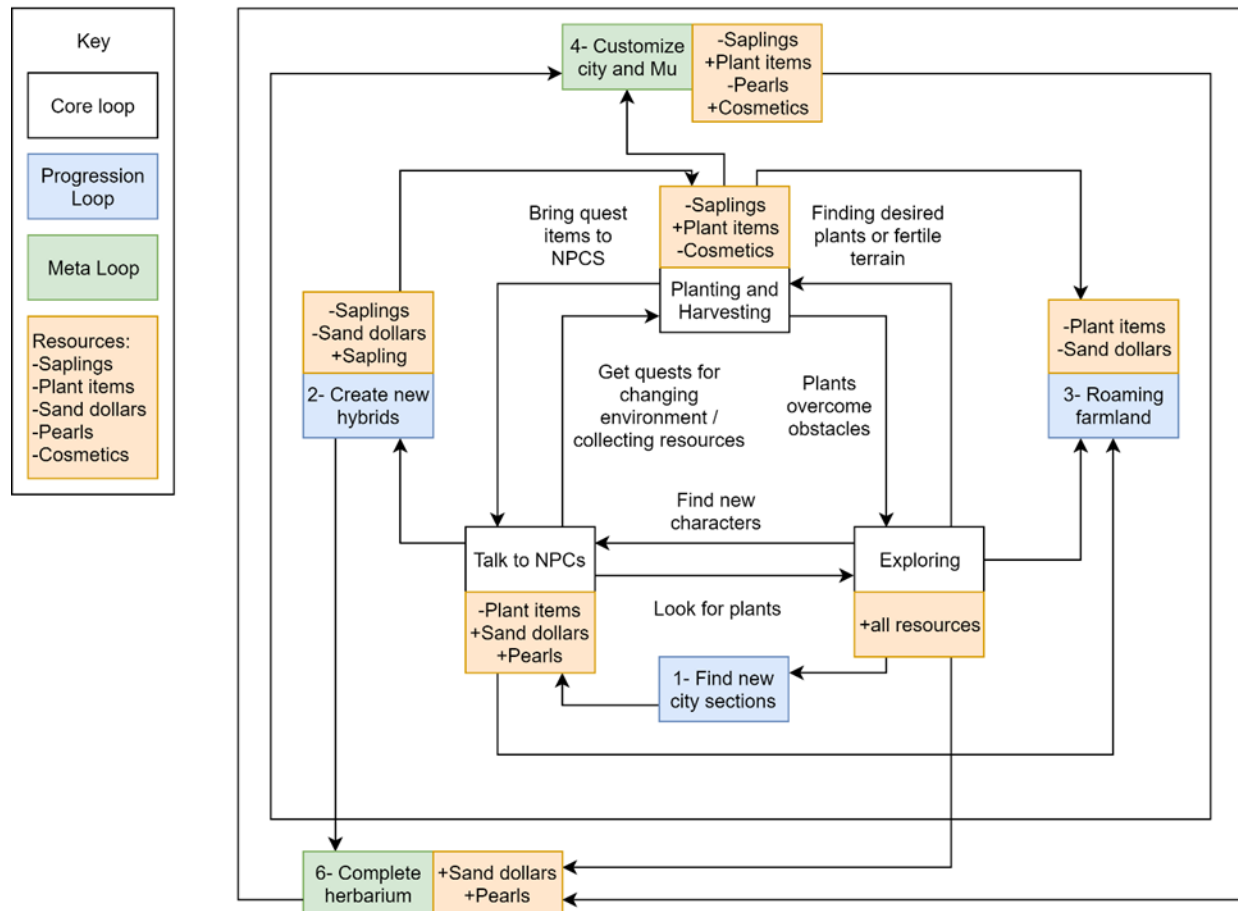 Key
Core loop
Progression
Loop
Meta Loop
Resources:
-Saplings
-Plant items
-Sand dollars
-Pearls
-Cosmetics
4- Customize
city and Mu
-Saplings
+Plant items
-Pearls
+Cosmetics
Bring quest
items to
NPCS
-Saplings
+Plant items
-Cosmetics
Planting and
Harvesting
Finding desired
plants or fertile
terrain
-Saplings
-Sand dollars
+Sapling
2- Create new
hybrids
Get quests for
changing
environment /
collecting resources
Plants
overcome
obstacles
-Plant items
-Sand dollars
3- Roaming
farmland
Find new
characters
Talk to NPCs
-Plant items
+Sand dollars
+Pearls
Look for plants
Exploring
+all resources
1- Find new
city sections
6- Complete
herbarium
+Sand dollars
+Pearls